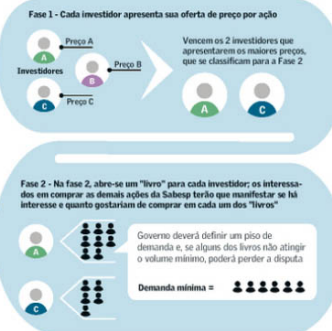 Fase 1 - Cada investidor apresenta sua oferta de preço por ação
Preço A
A
Investidores
Preço B
B
C
Preço C
Vencem os 2 investidores que
apresentarem os maiores preços,
que se classificam para a Fase 2
A
C
Fase 2 - Na fase 2, abre-se um "livro" para cada investidor; os interessa-
dos em comprar as demais ações da Sabesp terão que manifestar se há
interesse e quanto gostariam de comprar em cada um dos "livros"
A
Governo deverá definir um piso de
demanda e, se alguns dos livros não atingir
o volume mínimo, poderá perder a disputa
Demanda mínima =
C